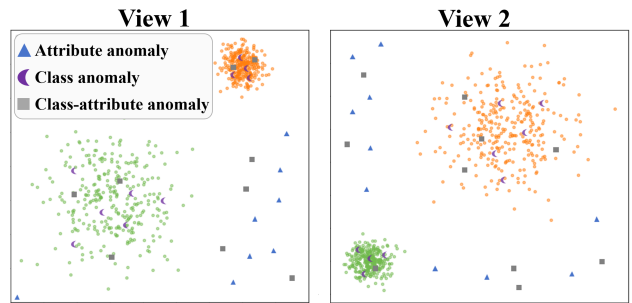 View 1
View 2
Attribute anomaly
Class anomaly
Class-attribute anomaly